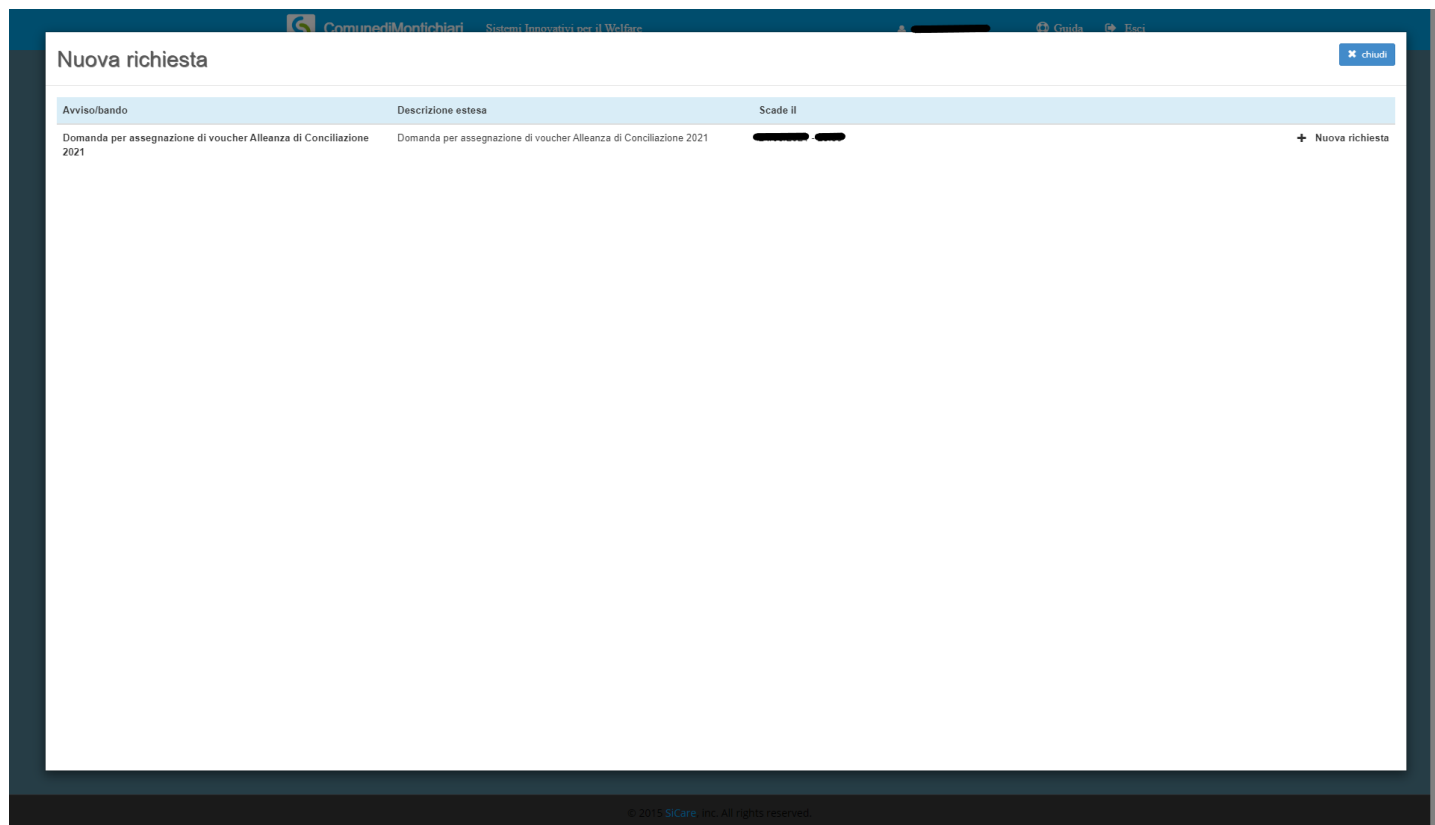 ComunediMontichiari Sistemi Innovativi per il Welfare Guida Esci
Nuova richiesta
chiudi
Avviso/bando Descrizione estesa Scade il
Domanda per assegnazione di voucher Alleanza di Conciliazione Domanda per assegnazione di voucher Alleanza di Conciliazione 2021 - Nuova richiesta
2021
© 2015 SiCare inc. All rights reserved.